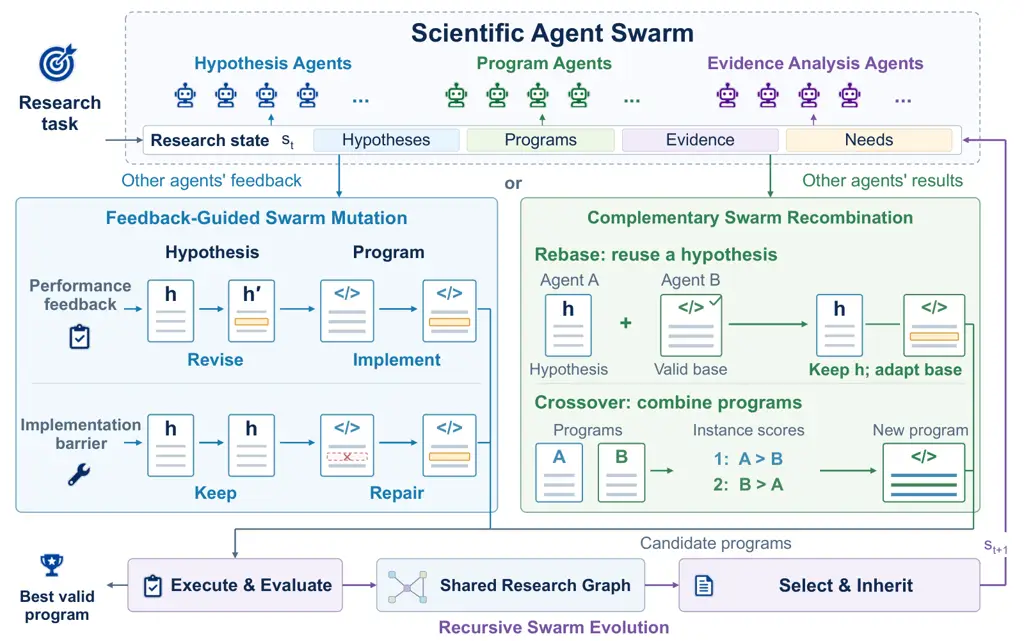 Scientific Agent Swarm
Hypothesis Agents
Program Agents
Evidence Analysis Agents
...
...
...
Research
task
Research state s_t
Hypotheses
Programs
Evidence
Needs
Other agents' feedback
or
Other agents' results
Feedback-Guided Swarm Mutation
Hypothesis
Program
Performance
feedback
h
h′
</>
</>
Revise
Implement
Implementation
barrier
h
h
</>
</>
x
Keep
Repair
Complementary Swarm Recombination
Rebase: reuse a hypothesis
Agent A
Agent B
h
+
</>
h
</>
Hypothesis
Valid base
Keep h; adapt base
Crossover: combine programs
Programs
Instance scores
New program
A
B
1: A > B
2: B > A
</>
Candidate programs
s_t+1
Best valid
program
Execute & Evaluate
Shared Research Graph
Select & Inherit
Recursive Swarm Evolution